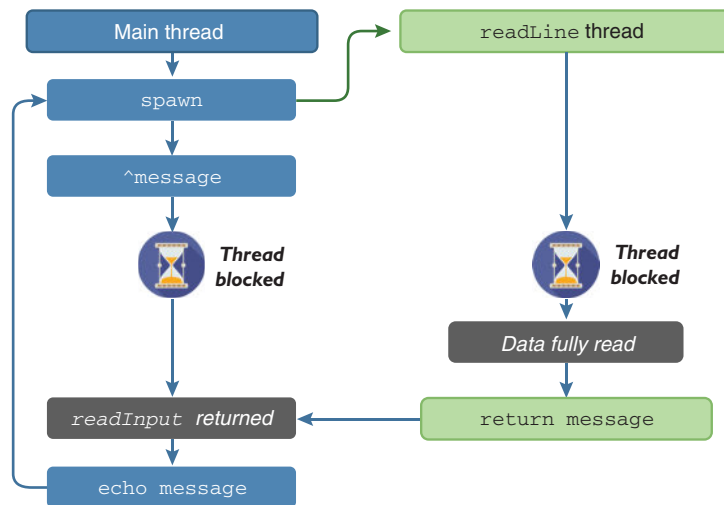 Main thread
readLine thread
spawn
^message
Thread
blocked
Thread
blocked
Data fully read
readInput returned
return message
echo message